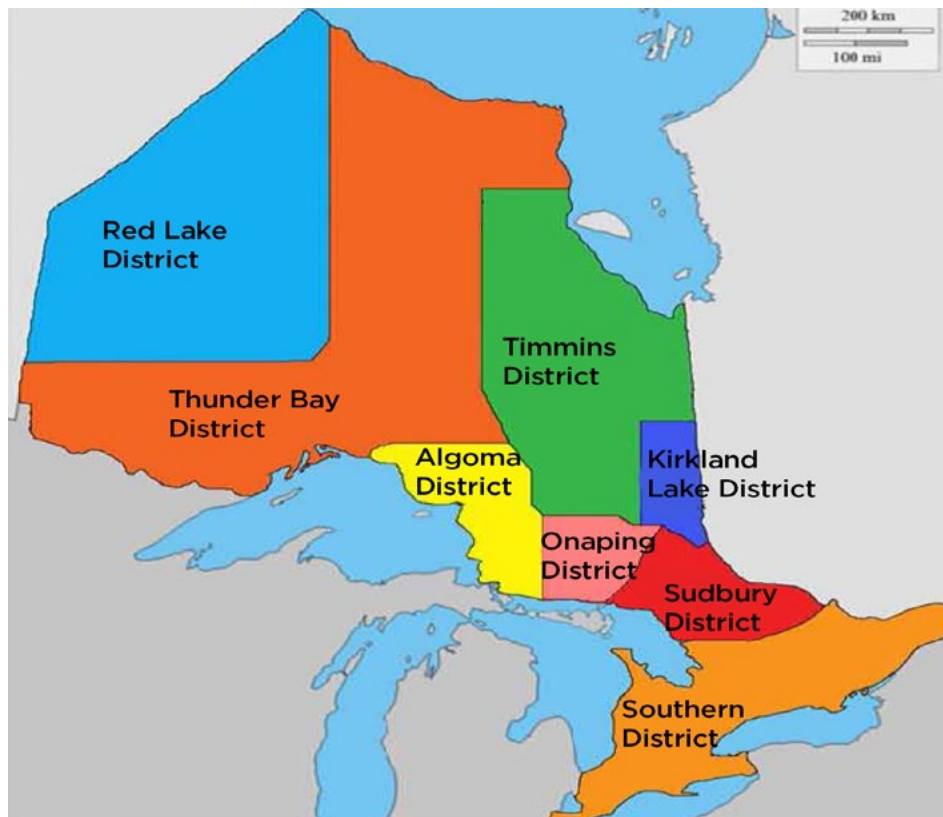 200 km
100 mi
Red Lake
District
Timmins
District
Thunder Bay
District
Algoma
District
Kirkland
Lake District
Onaping
District
Sudbury
District
Southern
District